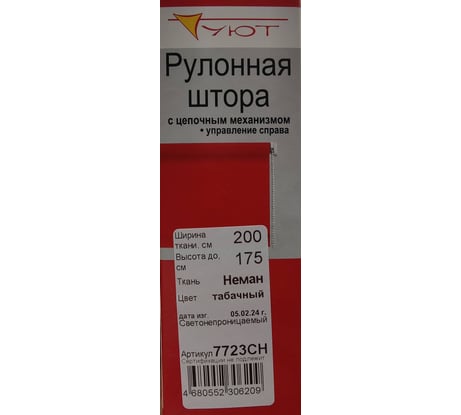 УЮТ
Рулонная
штора
с цепочным механизмом
• управление справа
Ширина
ткани, см 200
Высота до,
см 175
Ткань Неман
Цвет табачный
дата изг. 05.02.24 г.
Светонепроницаемый
Артикул 7723СН
Сертификации не подлежит
4 680552 306209